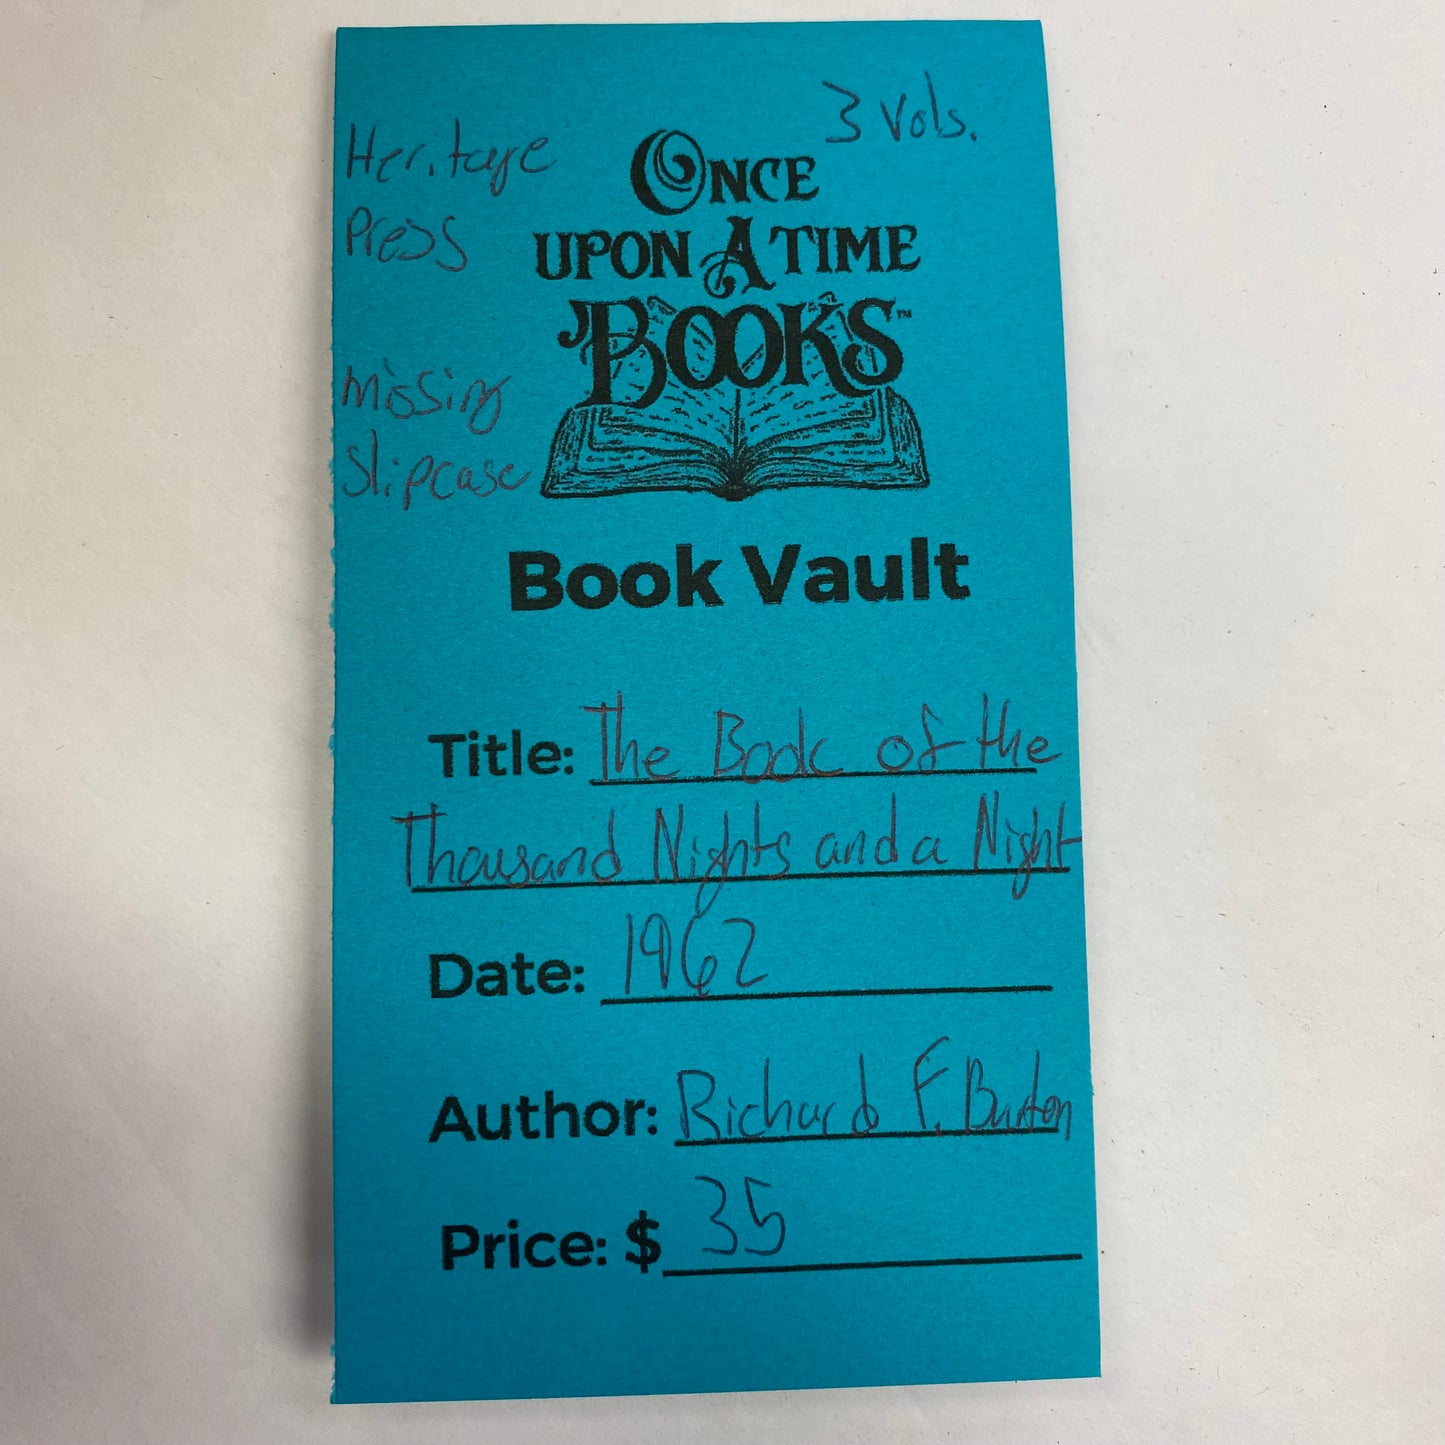 3 Vols.
Heritage
Press
Missing
Slipcase
ONCE
UPON A TIME
BOOKS™
Book Vault
Title: The Book of the
Thousand Nights and a Night
Date: 1962
Author: Richard F. Burton
Price: $ 35